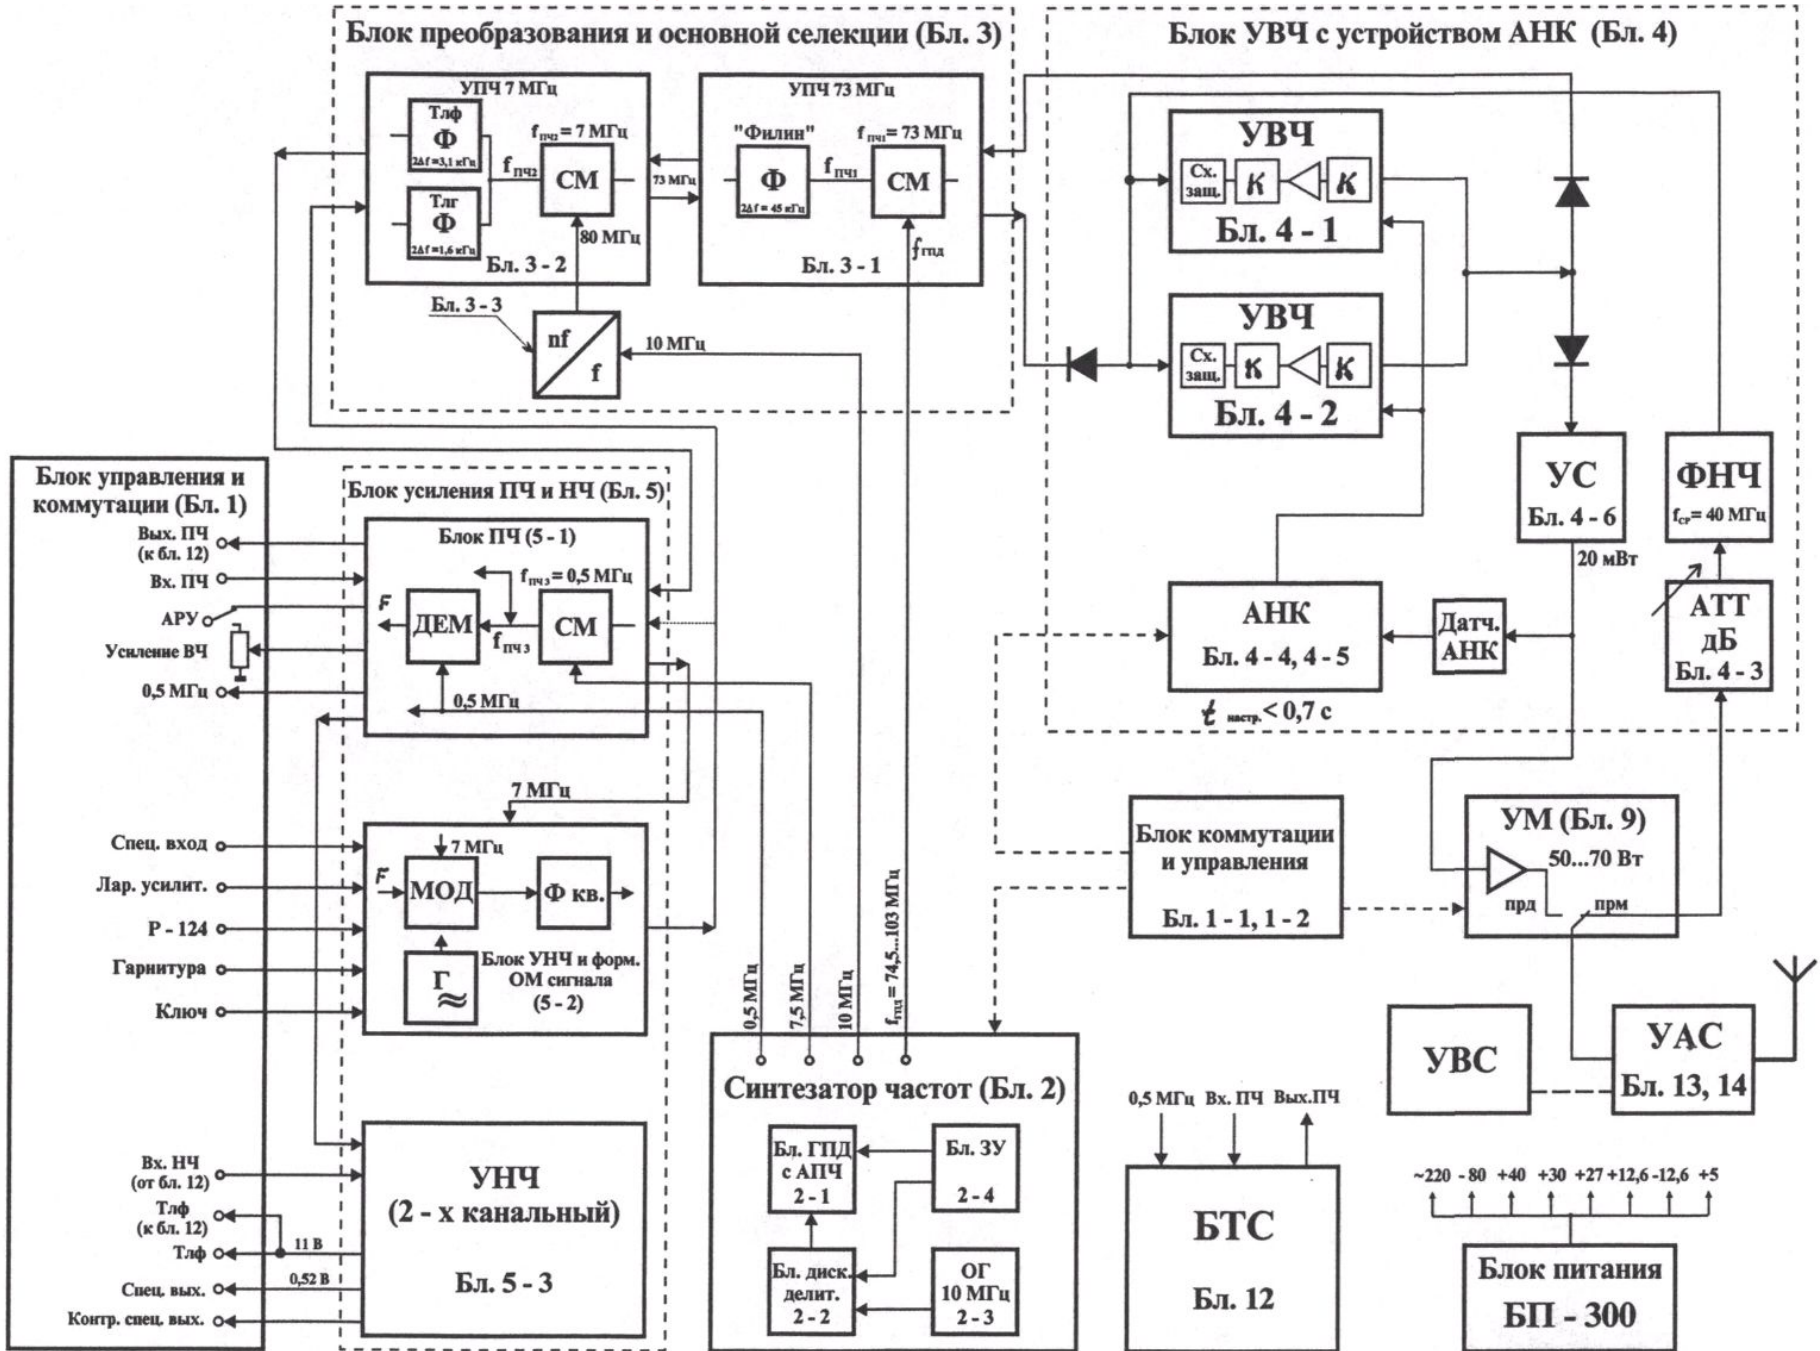 Блок преобразования и основной селекции (Бл. 3)
УПЧ 7 МГц
Тлф
Ф
2Δf =3,1 кГц
Тлг
Ф
2Δf =1,6 кГц
fПЧ2
fПЧ2 = 7 МГц
СМ
80 МГц
Бл. 3 - 2
73 МГц
УПЧ 73 МГц
"Филин"
Ф
2Δf = 45 кГц
fПЧ1
fПЧ1 = 73 МГц
СМ
fГПД
Бл. 3 - 1
Бл. 3 - 3
nf
f
10 МГц
Блок УВЧ с устройством АНК (Бл. 4)
УВЧ
Сх.
защ.
К
К
Бл. 4 - 1
УВЧ
Сх.
защ.
К
К
Бл. 4 - 2
УС
Бл. 4 - 6
20 мВт
ФНЧ
fСР= 40 МГц
АТТ
дБ
Бл. 4 - 3
АНК
Бл. 4 - 4, 4 - 5
Датч.
АНК
t настр.< 0,7 с
Блок управления и
коммутации (Бл. 1)
Вых. ПЧ
(к бл. 12)
Вх. ПЧ
АРУ
Усиление ВЧ
0,5 МГц
Спец. вход
Лар. усилит.
Р - 124
Гарнитура
Ключ
Вх. НЧ
(от бл. 12)
Тлф
(к бл. 12)
Тлф
Спец. вых.
Контр. спец. вых.
Блок усиления ПЧ и НЧ (Бл. 5)
Блок ПЧ (5 - 1)
fПЧ 3 = 0,5 МГц
F
ДЕМ
fПЧ 3
СМ
0,5 МГц
7 МГц
7 МГц
F
МОД
Ф кв.
Г
≈
Блок УНЧ и форм.
ОМ сигнала
(5 - 2)
УНЧ
(2 - х канальный)
Бл. 5 - 3
11 В
0,52 В
0,5 МГц
7,5 МГц
10 МГц
fГПД = 74,5...103 МГц
Синтезатор частот (Бл. 2)
Бл. ГПД
с АПЧ
2 - 1
Бл. ЗУ
2 - 4
Бл. диск.
делит.
2 - 2
ОГ
10 МГц
2 - 3
Блок коммутации
и управления
Бл. 1 - 1, 1 - 2
УМ (Бл. 9)
50...70 Вт
прд
прм
УВС
УАС
Бл. 13, 14
0,5 МГц Вх. ПЧ Вых.ПЧ
БТС
Бл. 12
~220 - 80 +40 +30 +27 +12,6 -12,6 +5
Блок питания
БП - 300